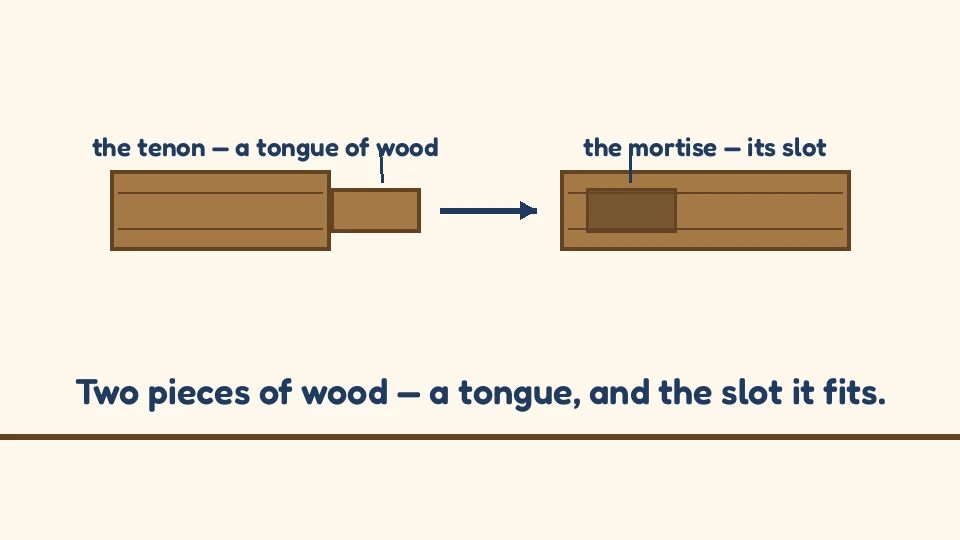 the tenon — a tongue of wood
the mortise — its slot
Two pieces of wood — a tongue, and the slot it fits.